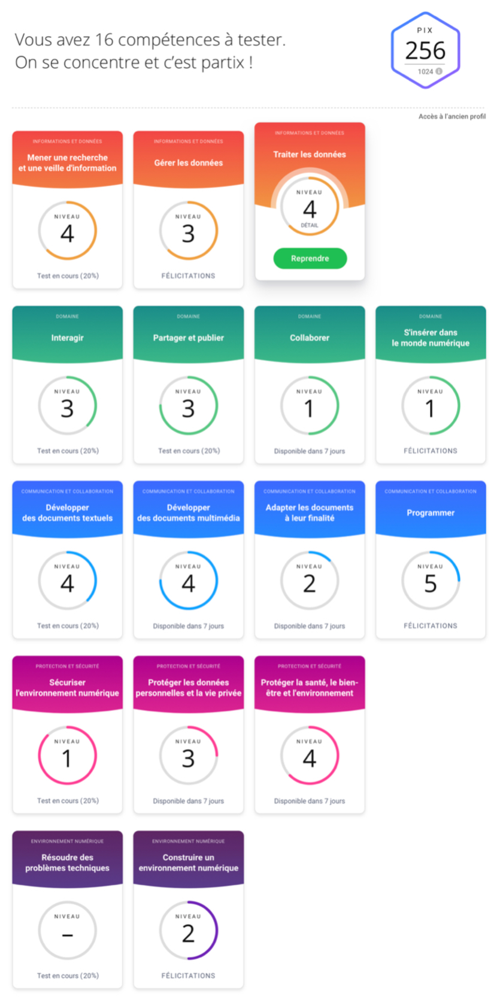 Vous avez 16 compétences à tester.
On se concentre et c'est partix !
PIX
256
1024
Accès à l'ancien profil
INFORMATIONS ET DONNÉES
Mener une recherche
et une veille d'information
NIVEAU
4
Test en cours (20%)
INFORMATIONS ET DONNÉES
Gérer les données
NIVEAU
3
FÉLICITATIONS
INFORMATIONS ET DONNÉES
Traiter les données
NIVEAU
4
DÉTAIL
Reprendre
DOMAINE
Interagir
NIVEAU
3
Test en cours (20%)
DOMAINE
Partager et publier
NIVEAU
3
Test en cours (20%)
DOMAINE
Collaborer
NIVEAU
1
Disponible dans 7 jours
DOMAINE
S'insérer dans
le monde numérique
NIVEAU
1
FÉLICITATIONS
COMMUNICATION ET COLLABORATION
Développer
des documents textuels
NIVEAU
4
Test en cours (20%)
COMMUNICATION ET COLLABORATION
Développer
des documents multimédia
NIVEAU
4
Disponible dans 7 jours
COMMUNICATION ET COLLABORATION
Adapter les documents
à leur finalité
NIVEAU
2
Disponible dans 7 jours
COMMUNICATION ET COLLABORATION
Programmer
NIVEAU
5
FÉLICITATIONS
PROTECTION ET SÉCURITÉ
Sécuriser
l'environnement numérique
NIVEAU
1
Test en cours (20%)
PROTECTION ET SÉCURITÉ
Protéger les données
personnelles et la vie privée
NIVEAU
3
Disponible dans 7 jours
PROTECTION ET SÉCURITÉ
Protéger la santé, le bien-
être et l'environnement
NIVEAU
4
Disponible dans 7 jours
ENVIRONNEMENT NUMÉRIQUE
Résoudre des
problèmes techniques
NIVEAU
–
Test en cours (20%)
ENVIRONNEMENT NUMÉRIQUE
Construire un
environnement numérique
NIVEAU
2
FÉLICITATIONS